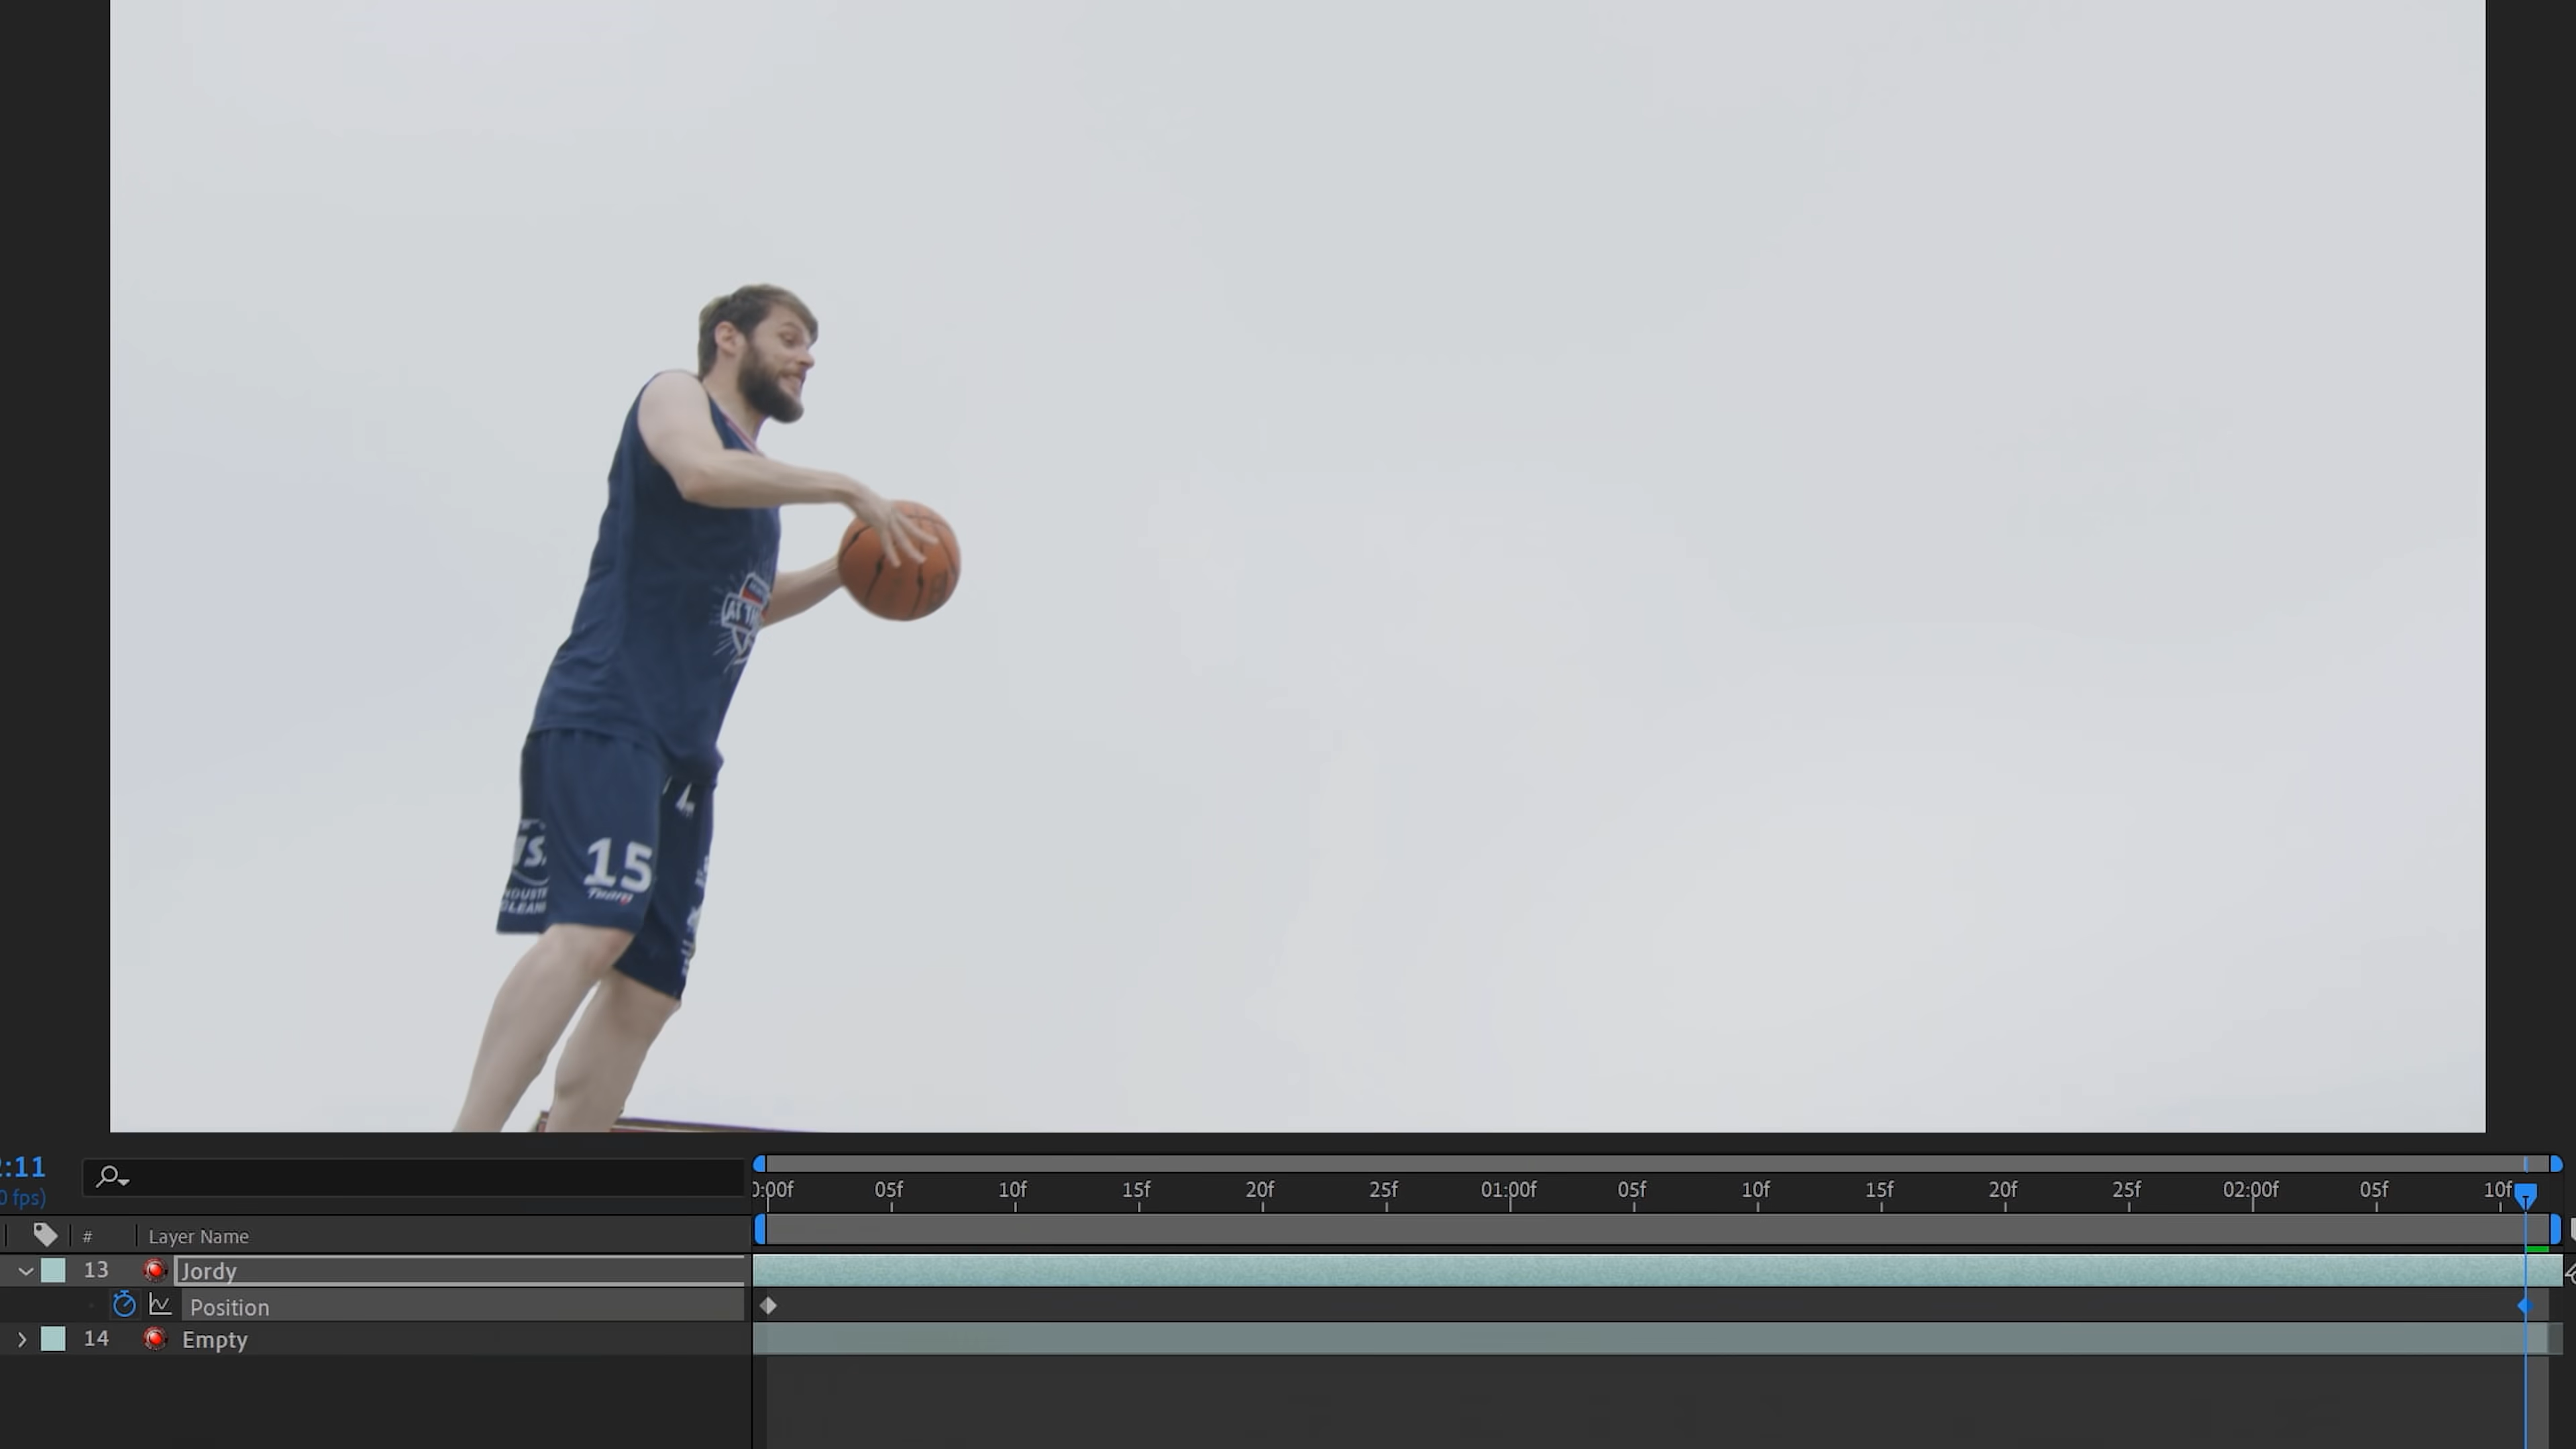 AT T
15
:11
0 fps)
0:00f 05f 10f 15f 20f 25f 01:00f 05f 10f 15f 20f 25f 02:00f 05f 10f
# Layer Name
13 Jordy
Position
14 Empty